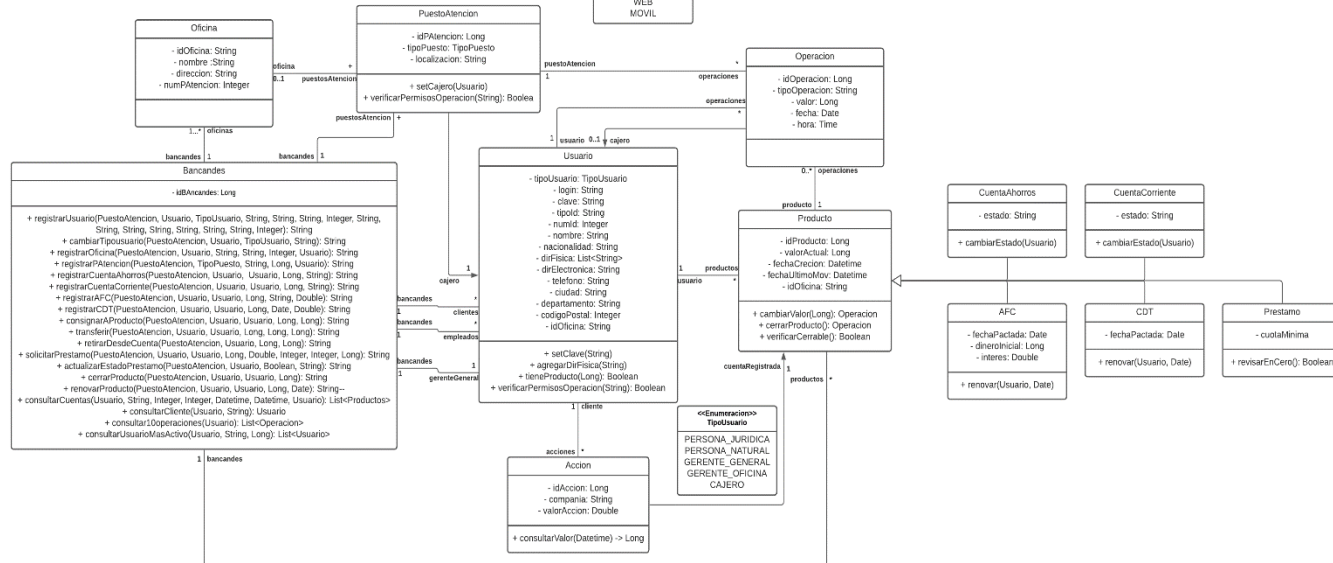 WEB
MOVIL
PuestoAtencion
- idPAtencion: Long
- tipoPuesto: TipoPuesto
- localizacion: String
+ setCajero(Usuario)
+ verificarPermisosOperacion(String): Boolea
Oficina
- idOficina: String
- nombre :String
- direccion: String
- numPAtencion: Integer
oficina
+
0..1
puestosAtencion
puestoAtencion
*
1
operaciones
Operacion
- idOperacion: Long
- tipoOperacion: String
- valor: Long
- fecha: Date
- hora: Time
operaciones
*
1
usuario
0..1
cajero
puestosAtencion
+
1...*
oficinas
bancandes
1
bancandes
1
Bancandes
- idBAncandes: Long
+ registrarUsuario(PuestoAtencion, Usuario, TipoUsuario, String, String, String, Integer, String,
String, String, String, String, String, Integer): String
+ cambiarTipousuario(PuestoAtencion, Usuario, TipoUsuario, String): String
+ registrarOficina(PuestoAtencion, Usuario, String, String, Integer, Usuario): String
+ registrarPAtencion(PuestoAtencion, TipoPuesto, String, Long, Usuario): String
+ registrarCuentaAhorros(PuestoAtencion, Usuario, Usuario, Long, String): String
+ registrarCuentaCorriente(PuestoAtencion, Usuario, Usuario, Long, String): String
+ registrarAFC(PuestoAtencion, Usuario, Usuario, Long, String, Double): String
+ registrarCDT(PuestoAtencion, Usuario, Usuario, Long, Date, Double): String
+ consignarAProducto(PuestoAtencion, Usuario, Usuario, Long, Long): String
+ transferir(PuestoAtencion, Usuario, Usuario, Long, Long, Long): String
+ retirarDesdeCuenta(PuestoAtencion, Usuario, Long, Long): String
+ solicitarPrestamo(PuestoAtencion, Usuario, Usuario, Long, Double, Integer, Integer, Long): String
+ actualizarEstadoPrestamo(PuestoAtencion, Usuario, Boolean, String): String
+ cerrarProducto(PuestoAtencion, Usuario, Usuario, Long): String
+ renovarProducto(PuestoAtencion, Usuario, Usuario, Long, Date): String--
+ consultarCuentas(Usuario, String, Integer, Integer, Datetime, Datetime, Usuario): List<Productos>
+ consultarCliente(Usuario, String): Usuario
+ consultar10operaciones(Usuario): List<Operacion>
+ consultarUsuarioMasActivo(Usuario, String, Long): List<Usuario>
1
bancandes
1
cajero
bancandes
*
1
clientes
bancandes
*
1
empleados
bancandes
1
1
gerenteGeneral
Usuario
- tipoUsuario: TipoUsuario
- login: String
- clave: String
- tipoId: String
- numId: Integer
- nombre: String
- nacionalidad: String
- dirFisica: List<String>
- dirElectronica: String
- telefono: String
- ciudad: String
- departamento: String
- codigoPostal: Integer
- idOficina: String
+ setClave(String)
+ agregarDirFisica(String)
+ tieneProducto(Long): Boolean
+ verificarPermisosOperacion(String): Boolean
1
productos
usuario
*
1
cliente
acciones
*
Accion
- idAccion: Long
- compania: String
- valorAccion: Double
+ consultarValor(Datetime) -> Long
<<Enumeracion>>
TipoUsuario
PERSONA_JURIDICA
PERSONA_NATURAL
GERENTE_GENERAL
GERENTE_OFICINA
CAJERO
0..*
operaciones
producto
1
Producto
- idProducto: Long
- valorActual: Long
- fechaCrecion: Datetime
- fechaUltimoMov: Datetime
- idOficina: String
+ cambiarValor(Long): Operacion
+ cerrarProducto(): Operacion
+ verificarCerrable(): Boolean
cuentaRegistrada
1
productos
*
CuentaAhorros
- estado: String
+ cambiarEstado(Usuario)
CuentaCorriente
- estado: String
+ cambiarEstado(Usuario)
AFC
- fechaPactada: Date
- dineroInicial: Long
- interes: Double
+ renovar(Usuario, Date)
CDT
- fechaPactada: Date
+ renovar(Usuario, Date)
Prestamo
- cuotaMinima
+ revisarEnCero(): Boolean